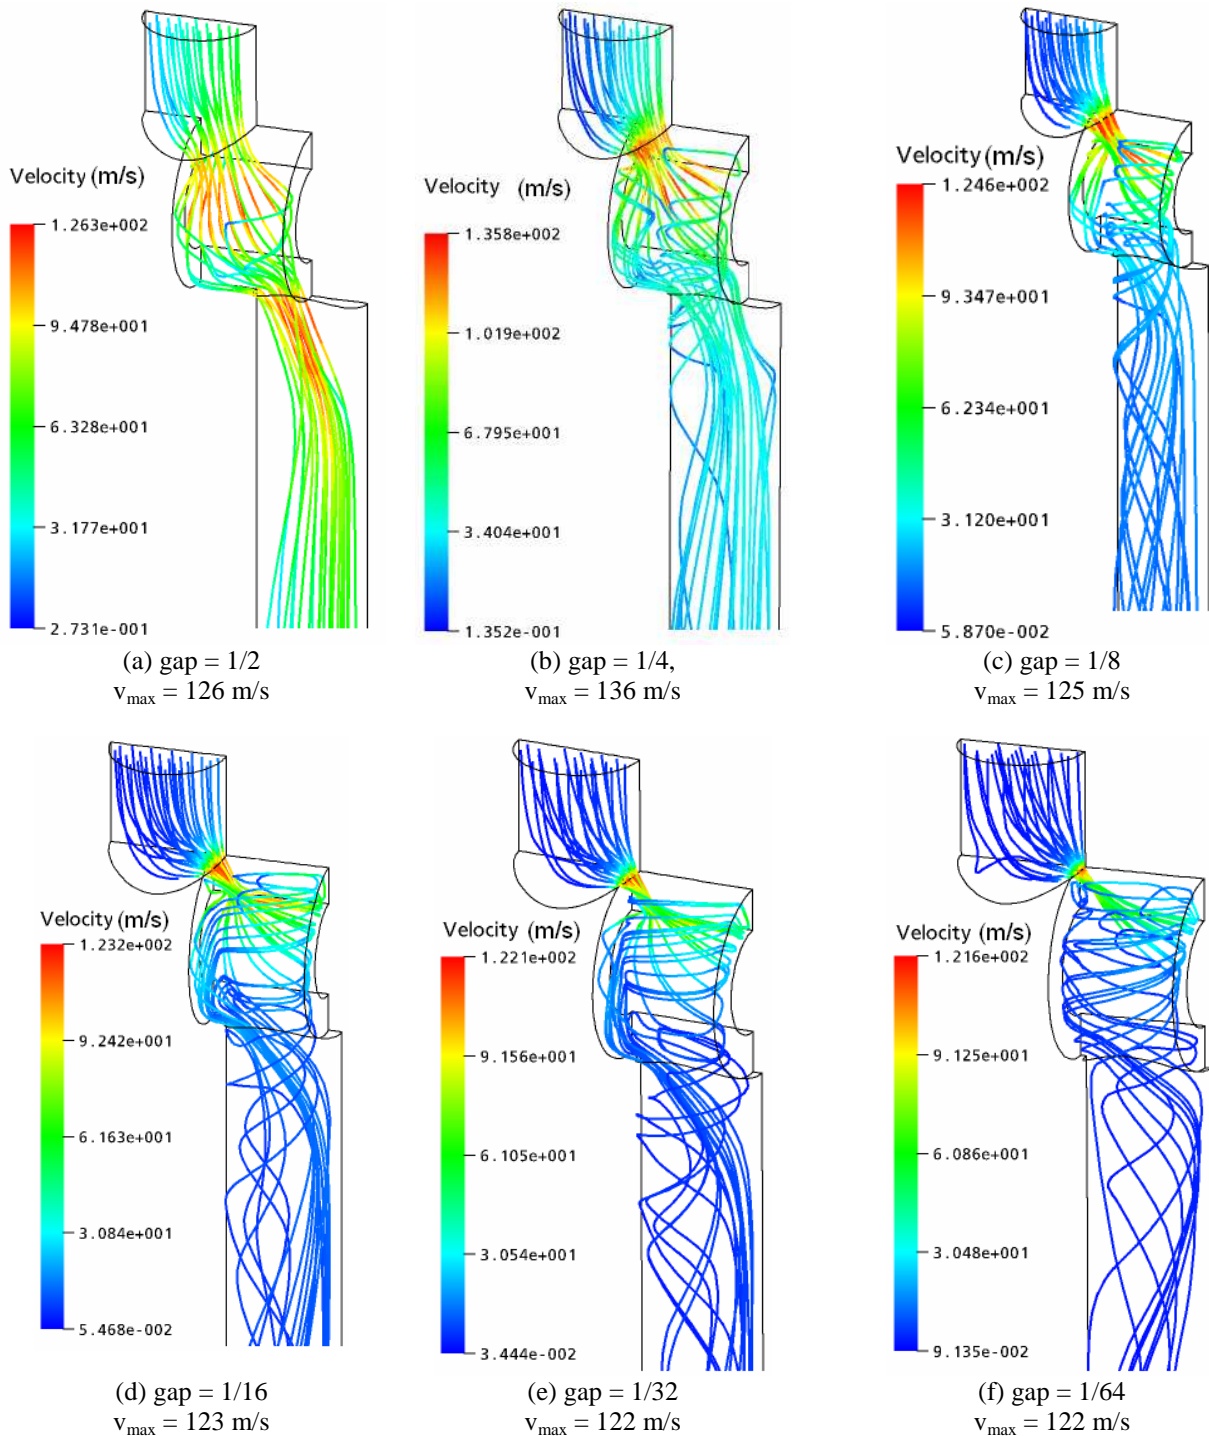 Velocity (m/s)
1.263e+002
9.478e+001
6.328e+001
3.177e+001
2.731e-001
(a) gap = 1/2
vmax = 126 m/s
Velocity (m/s)
1.358e+002
1.019e+002
6.795e+001
3.404e+001
1.352e-001
(b) gap = 1/4,
vmax = 136 m/s
Velocity (m/s)
1.246e+002
9.347e+001
6.234e+001
3.120e+001
5.870e-002
(c) gap = 1/8
vmax = 125 m/s
Velocity (m/s)
1.232e+002
9.242e+001
6.163e+001
3.084e+001
5.468e-002
(d) gap = 1/16
vmax = 123 m/s
Velocity (m/s)
1.221e+002
9.156e+001
6.105e+001
3.054e+001
3.444e-002
(e) gap = 1/32
vmax = 122 m/s
Velocity (m/s)
1.216e+002
9.125e+001
6.086e+001
3.048e+001
9.135e-002
(f) gap = 1/64
vmax = 122 m/s